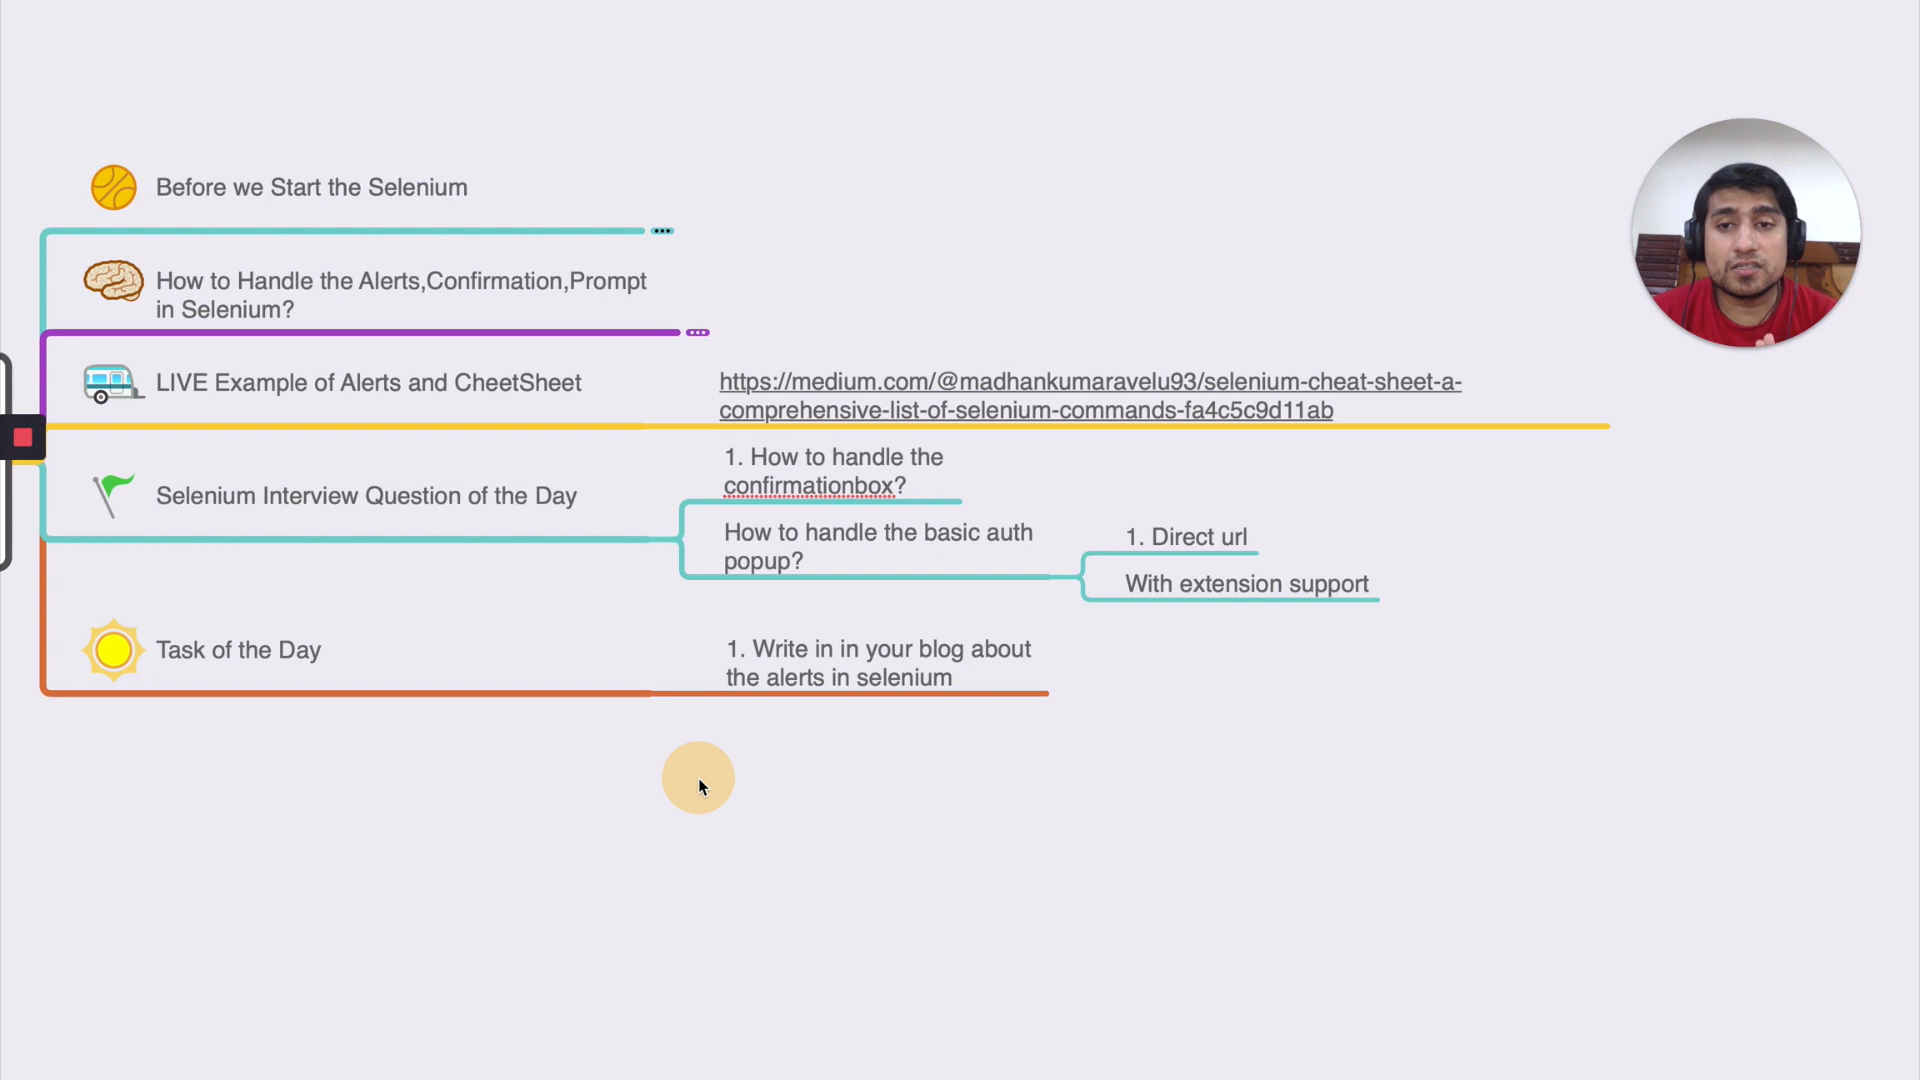 Before we Start the Selenium
How to Handle the Alerts,Confirmation,Prompt
in Selenium?
LIVE Example of Alerts and CheetSheet
https://medium.com/@madhankumaravelu93/selenium-cheat-sheet-a-
comprehensive-list-of-selenium-commands-fa4c5c9d11ab
Selenium Interview Question of the Day
1. How to handle the
confirmationbox?
How to handle the basic auth
popup?
1. Direct url
With extension support
Task of the Day
1. Write in in your blog about
the alerts in selenium